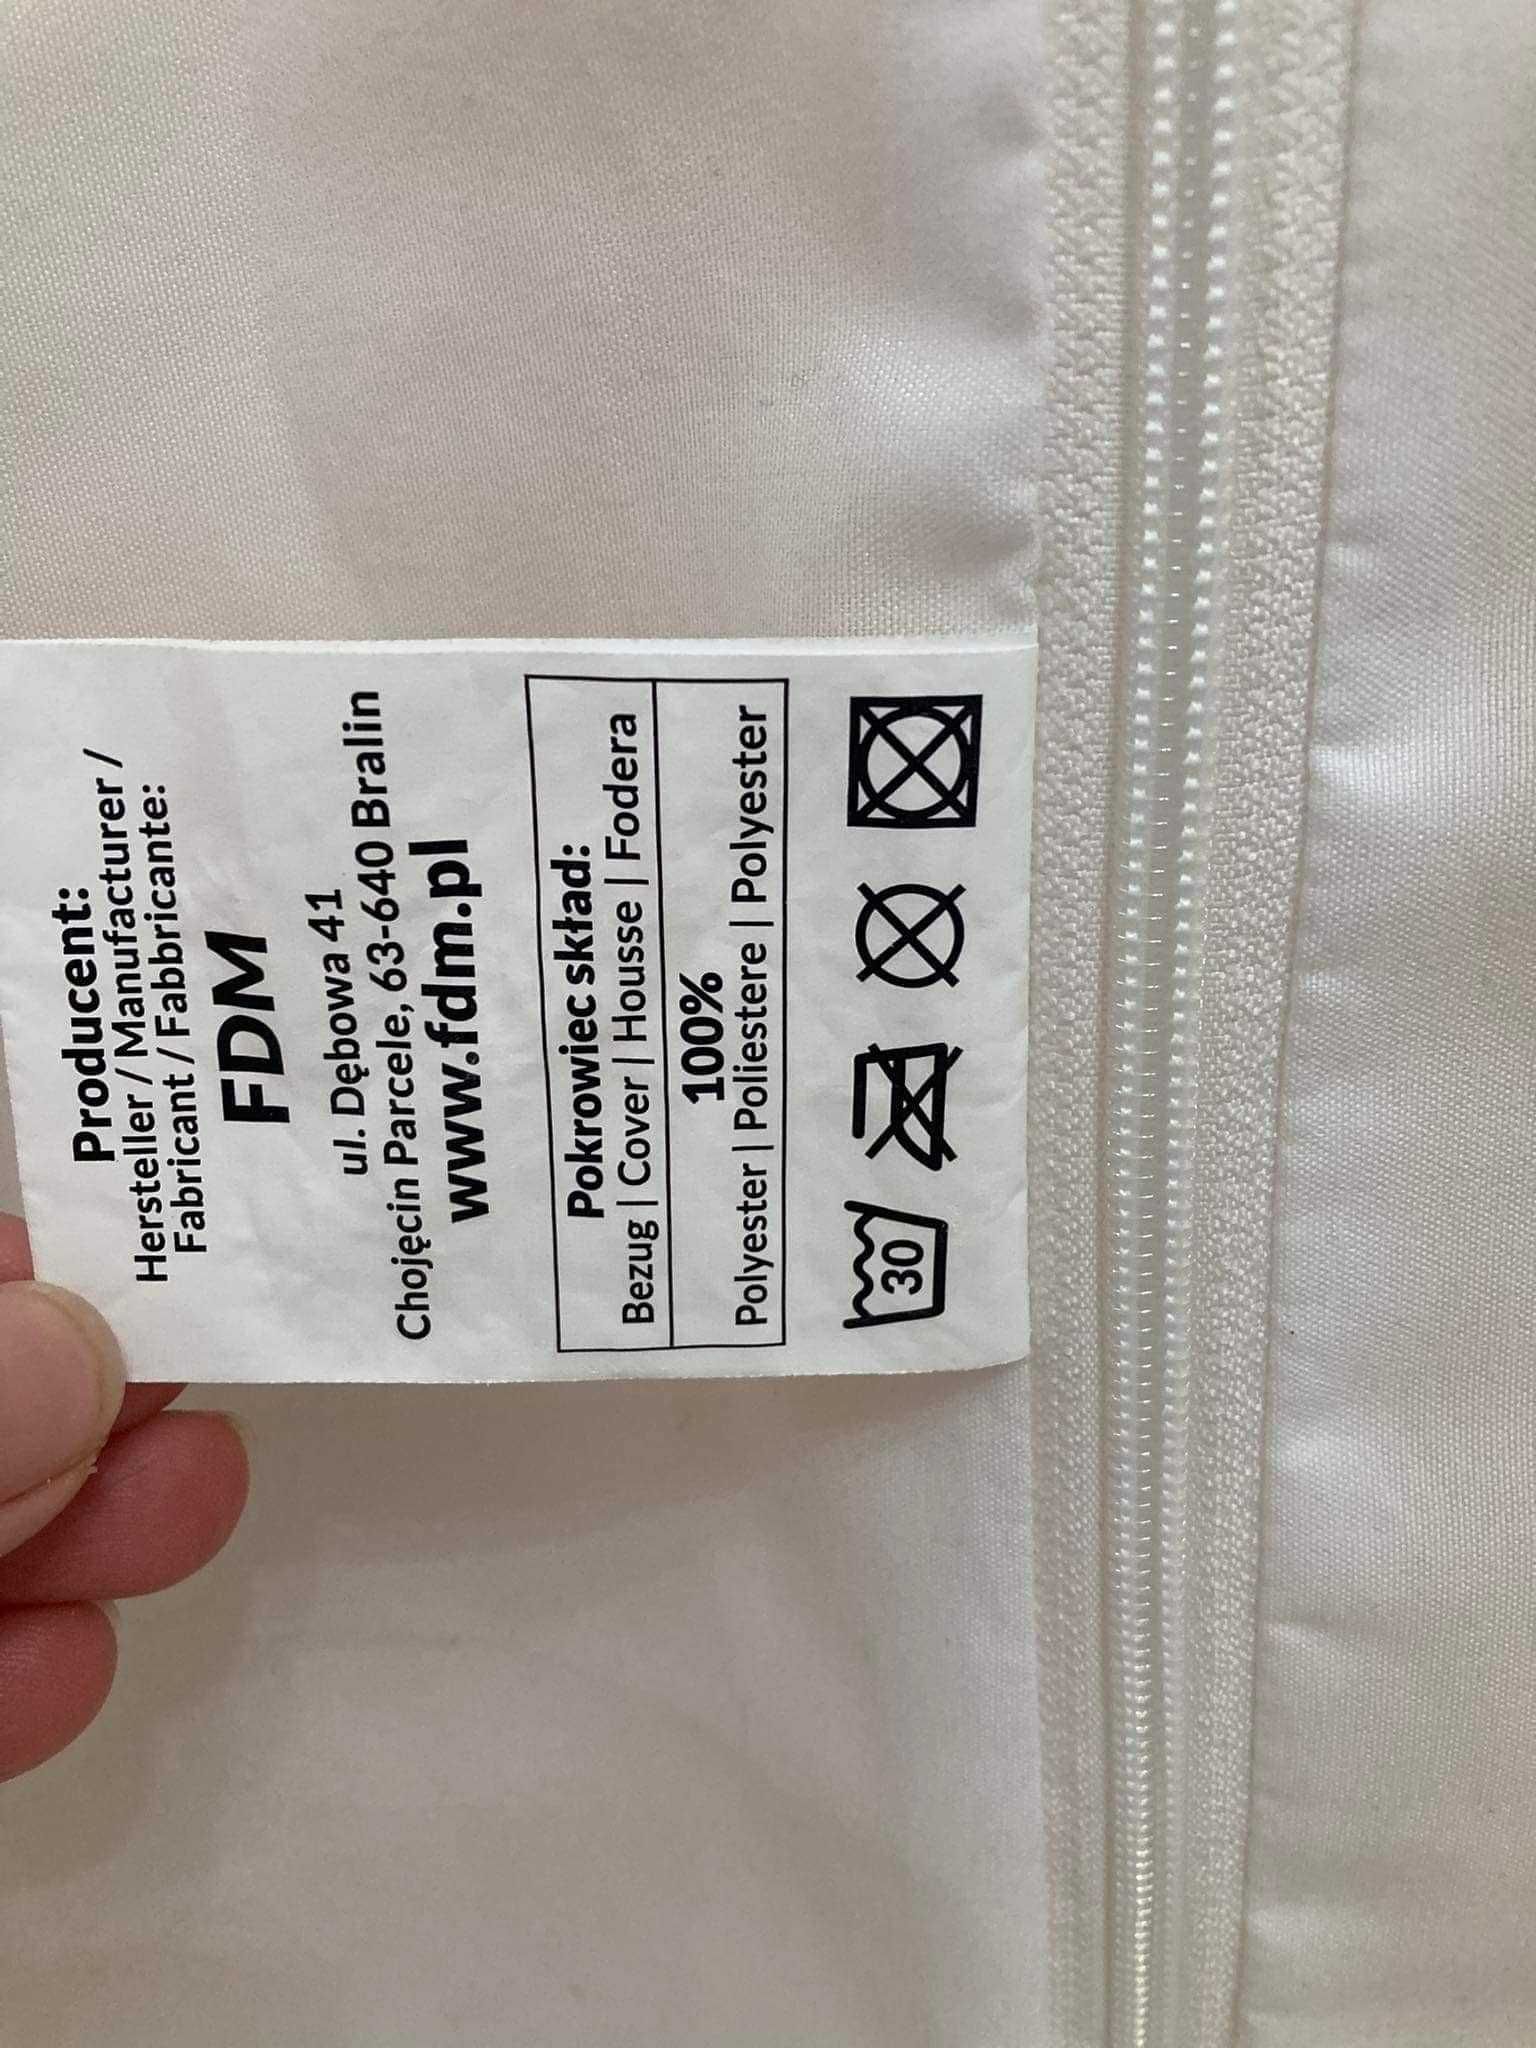 Producent:
Hersteller / Manufacturer /
Fabricant / Fabbricante:
FDM
ul. Dębowa 41
Chojęcin Parcele, 63-640 Bralin
www.fdm.pl
Pokrowiec skład:
Bezug | Cover | Housse | Fodera
100%
Polyester | Poliestere | Polyester
30